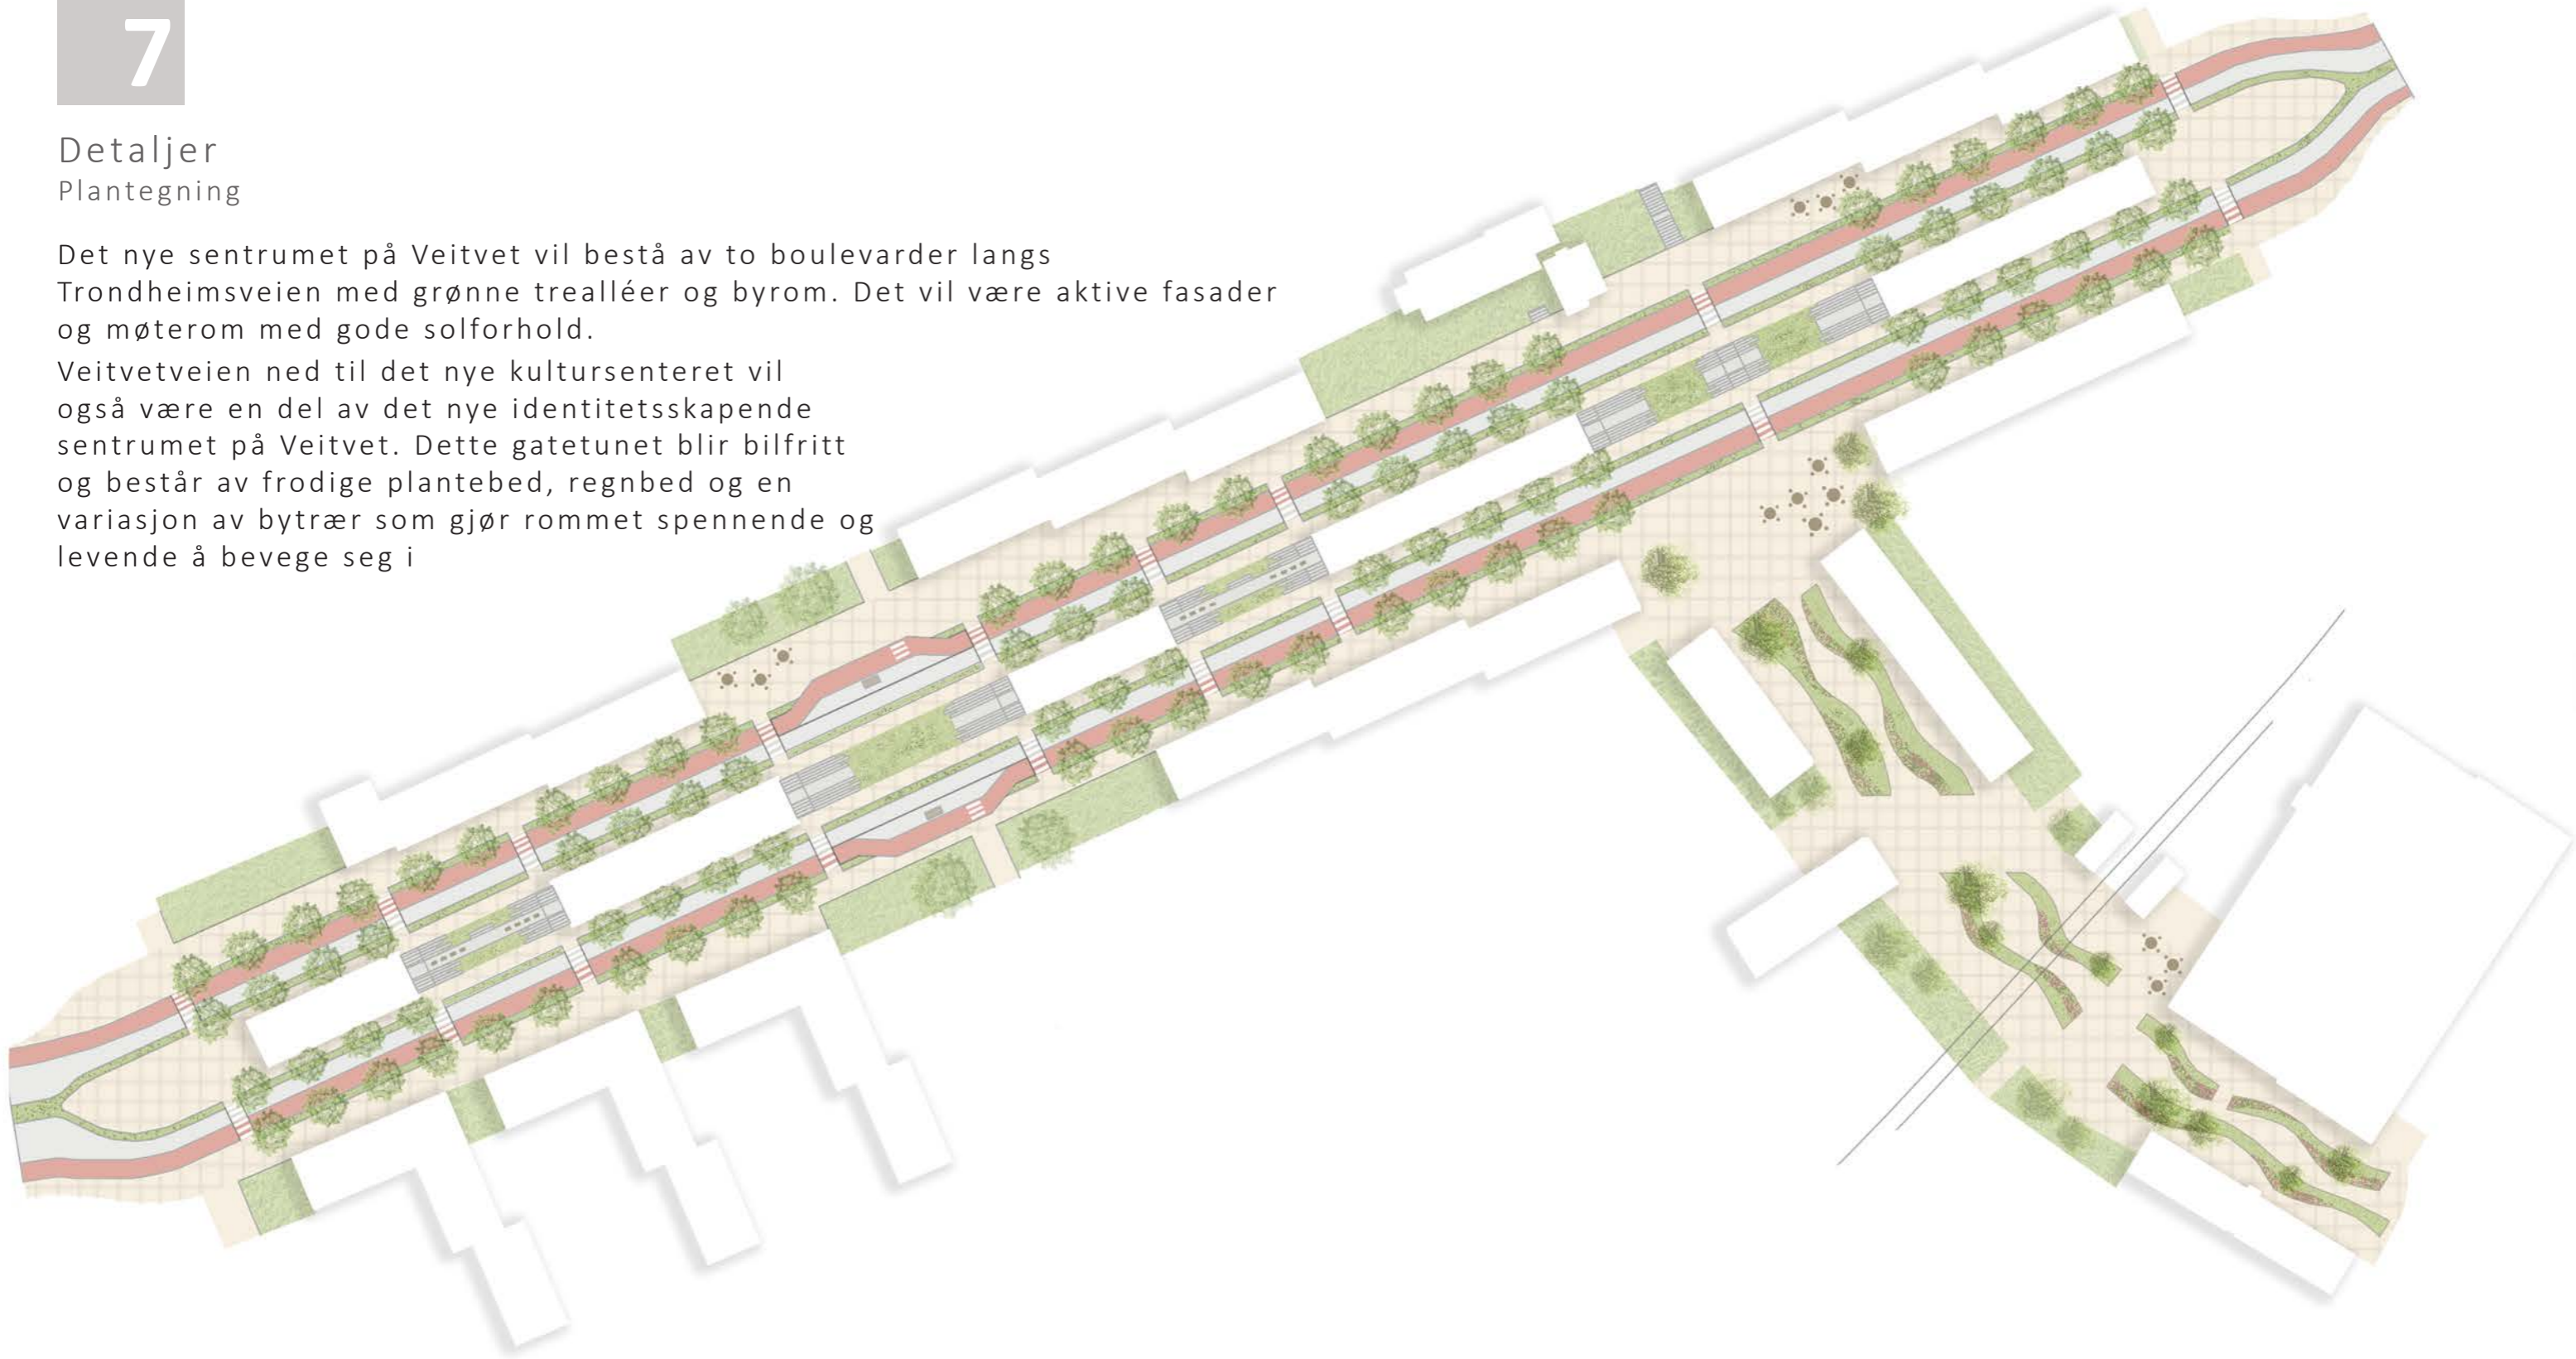 7
Detaljer
Plantegning
Det nye sentrumet på Veitvet vil bestå av to boulevarder langs
Trondheimsveien med grønne trealléer og byrom. Det vil være aktive fasader
og møterom med gode solforhold.
Veitvetveien ned til det nye kultursenteret vil
også være en del av det nye identitetsskapende
sentrumet på Veitvet. Dette gatetunet blir bilfritt
og består av frodige plantebed, regnbed og en
variasjon av bytrær som gjør rommet spennende og
levende å bevege seg i